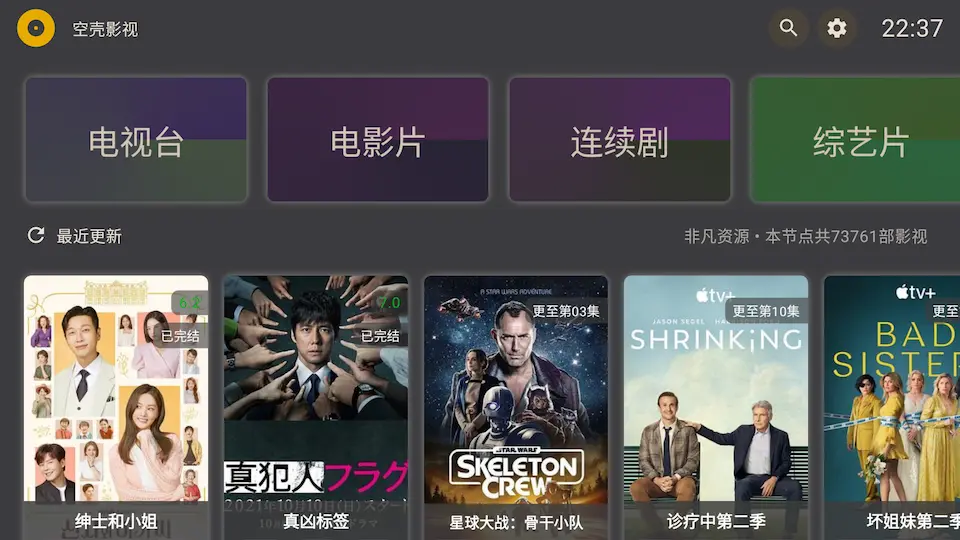 空壳影视
22:37
电视台
电影片
连续剧
综艺片
最近更新
非凡资源•本节点共73761部影视
6.2
已完结
绅士和小姐
7.0
已完结
真犯人フラグ
2021年10月10日(日)スタート
真凶标签
A STAR WARS ADVENTURE
更至第03集
STAR WARS
SKELETON
CREW
星球大战：骨干小队
tv+
更至第10集
JASON SEGEL
SHRINKING
诊疗中第二季
tv+
更至
BAD
SISTER
坏姐妹第二季